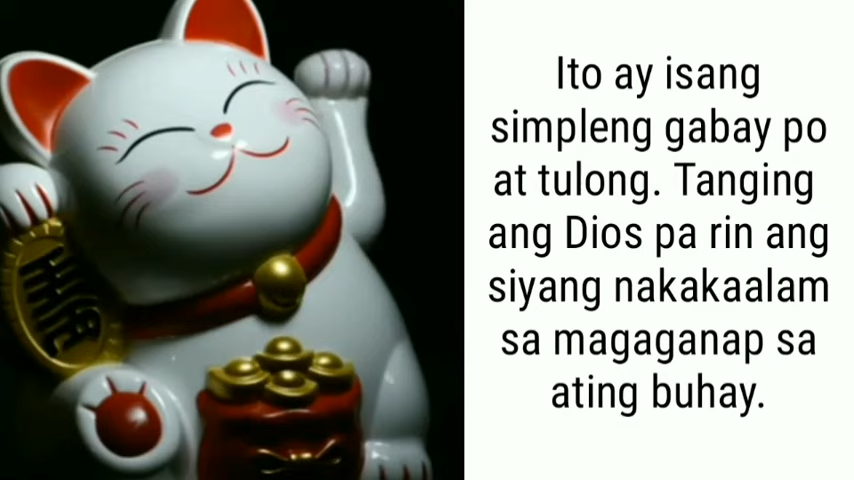 Ito ay isang
simpleng gabay po
at tulong. Tanging
ang Dios pa rin ang
siyang nakakaalam
sa magaganap sa
ating buhay.